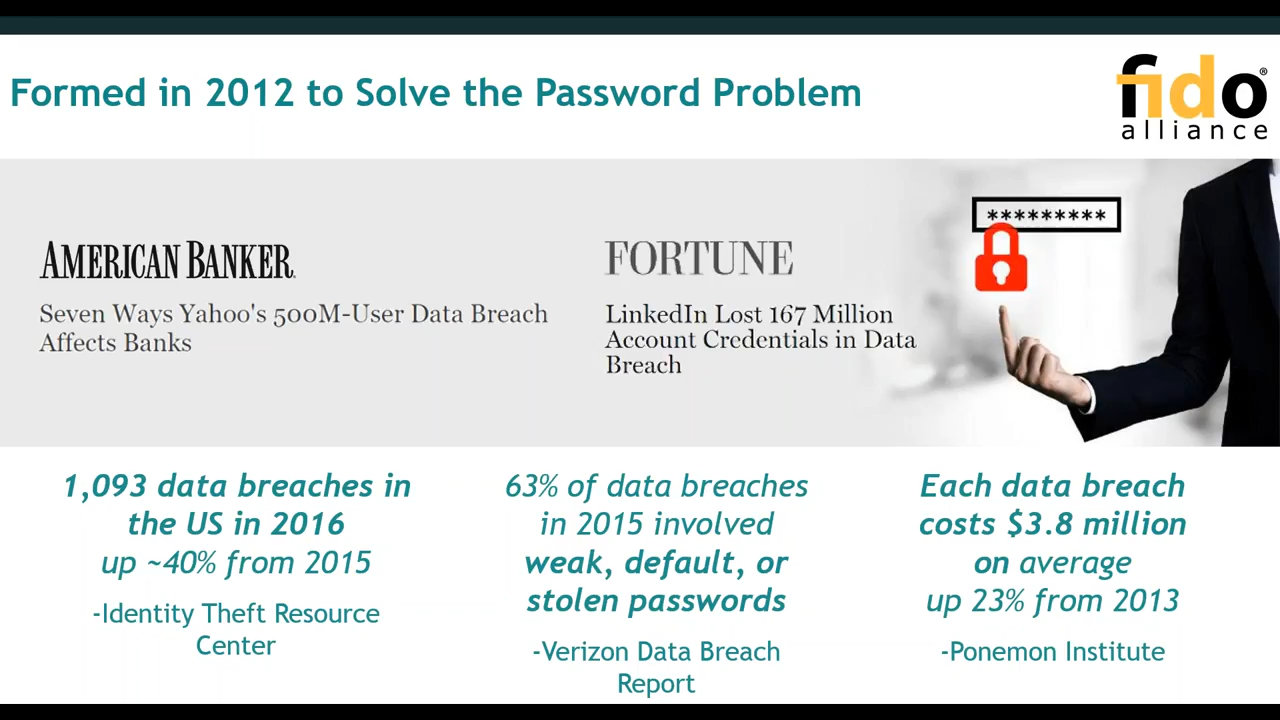 Formed in 2012 to Solve the Password Problem
fido®
alliance
AMERICAN BANKER.
Seven Ways Yahoo's 500M-User Data Breach
Affects Banks
FORTUNE
LinkedIn Lost 167 Million
Account Credentials in Data
Breach
*********
1,093 data breaches in
the US in 2016
up ~40% from 2015
-Identity Theft Resource
Center
63% of data breaches
in 2015 involved
weak, default, or
stolen passwords
-Verizon Data Breach
Report
Each data breach
costs $3.8 million
on average
up 23% from 2013
-Ponemon Institute